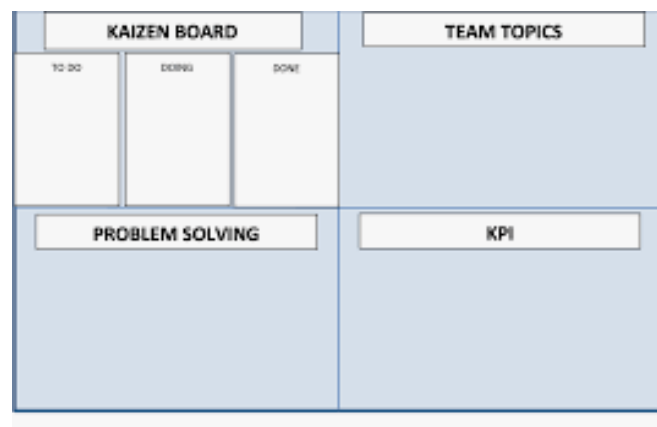 KAIZEN BOARD
TEAM TOPICS
TO DO
DOING
DONE
PROBLEM SOLVING
KPI